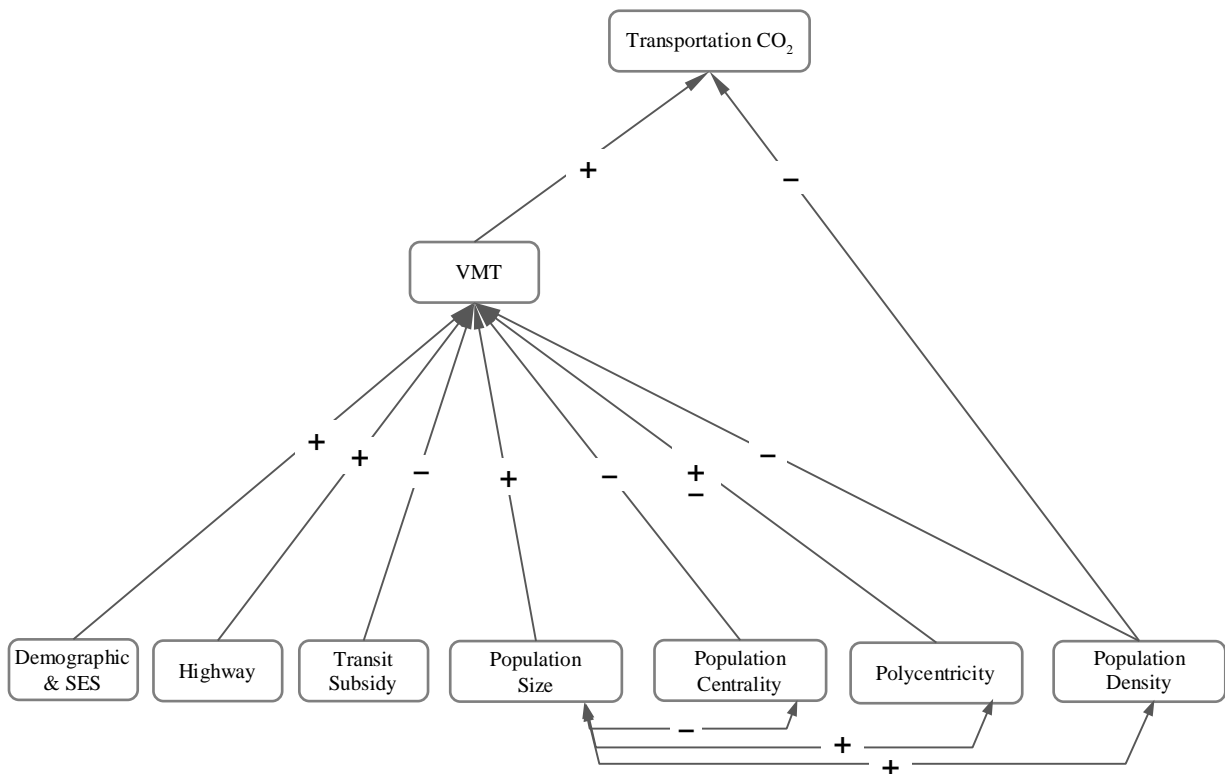 Transportation CO₂
+
−
VMT
+
+
−
+
−
+
−
−
Demographic
& SES
Highway
Transit
Subsidy
Population
Size
Population
Centrality
Polycentricity
Population
Density
−
+
+